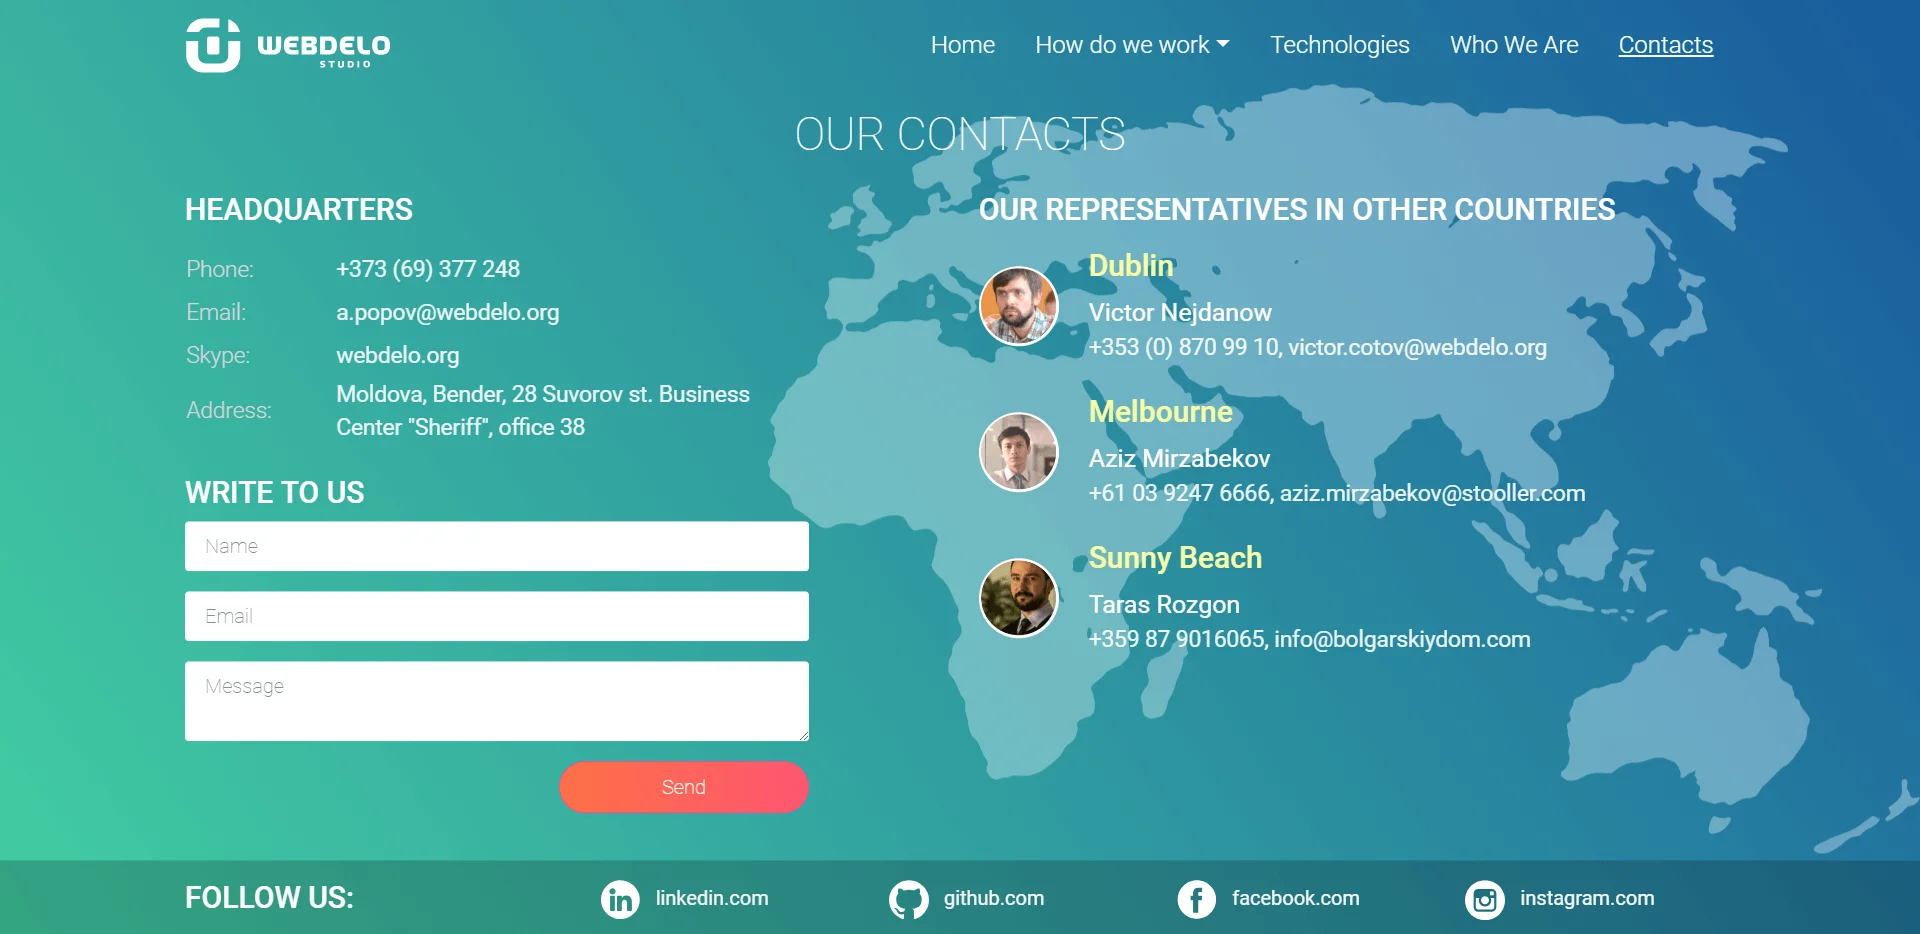 WEBDELO
STUDIO
Home How do we work Technologies Who We Are Contacts
OUR CONTACTS
HEADQUARTERS
Phone: +373 (69) 377 248
Email: a.popov@webdelo.org
Skype: webdelo.org
Address: Moldova, Bender, 28 Suvorov st. Business
Center "Sheriff", office 38
WRITE TO US
Name
Email
Message
Send
OUR REPRESENTATIVES IN OTHER COUNTRIES
Dublin
Victor Nejdanow
+353 (0) 870 99 10, victor.cotov@webdelo.org
Melbourne
Aziz Mirzabekov
+61 03 9247 6666, aziz.mirzabekov@stooller.com
Sunny Beach
Taras Rozgon
+359 87 9016065, info@bolgarskiydom.com
FOLLOW US: linkedin.com github.com facebook.com instagram.com